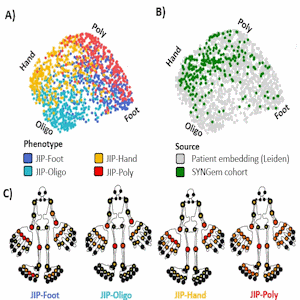 A)
Hand
Poly
Oligo
Foot
Phenotype
JIP-Foot
JIP-Hand
JIP-Oligo
JIP-Poly
B)
Hand
Poly
Oligo
Foot
Source
Patient embedding (Leiden)
SYNGem cohort
C)
JIP-Foot
JIP-Oligo
JIP-Hand
JIP-Poly